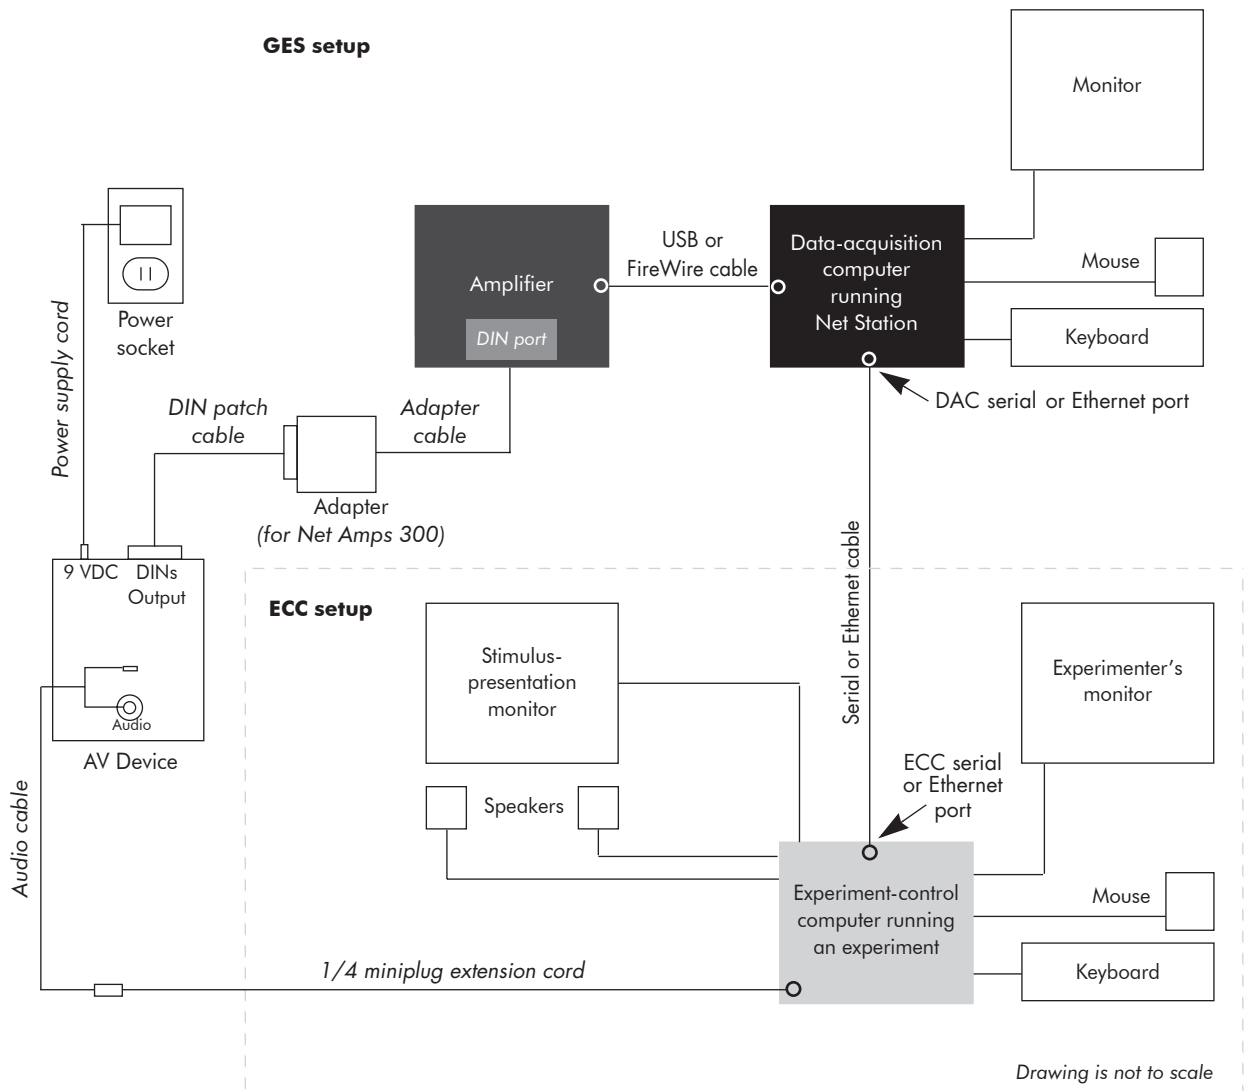 GES setup
Monitor
Power
socket
Power supply cord
Amplifier
DIN port
USB or
FireWire cable
Data-acquisition
computer
running
Net Station
Mouse
Keyboard
DAC serial or Ethernet port
DIN patch
cable
Adapter
cable
Adapter
(for Net Amps 300)
9 VDC
DINs
Output
Audio
AV Device
Audio cable
Serial or Ethernet cable
ECC setup
Stimulus-
presentation
monitor
Speakers
Experimenter's
monitor
ECC serial
or Ethernet
port
Experiment-control
computer running
an experiment
Mouse
Keyboard
1/4 miniplug extension cord
Drawing is not to scale